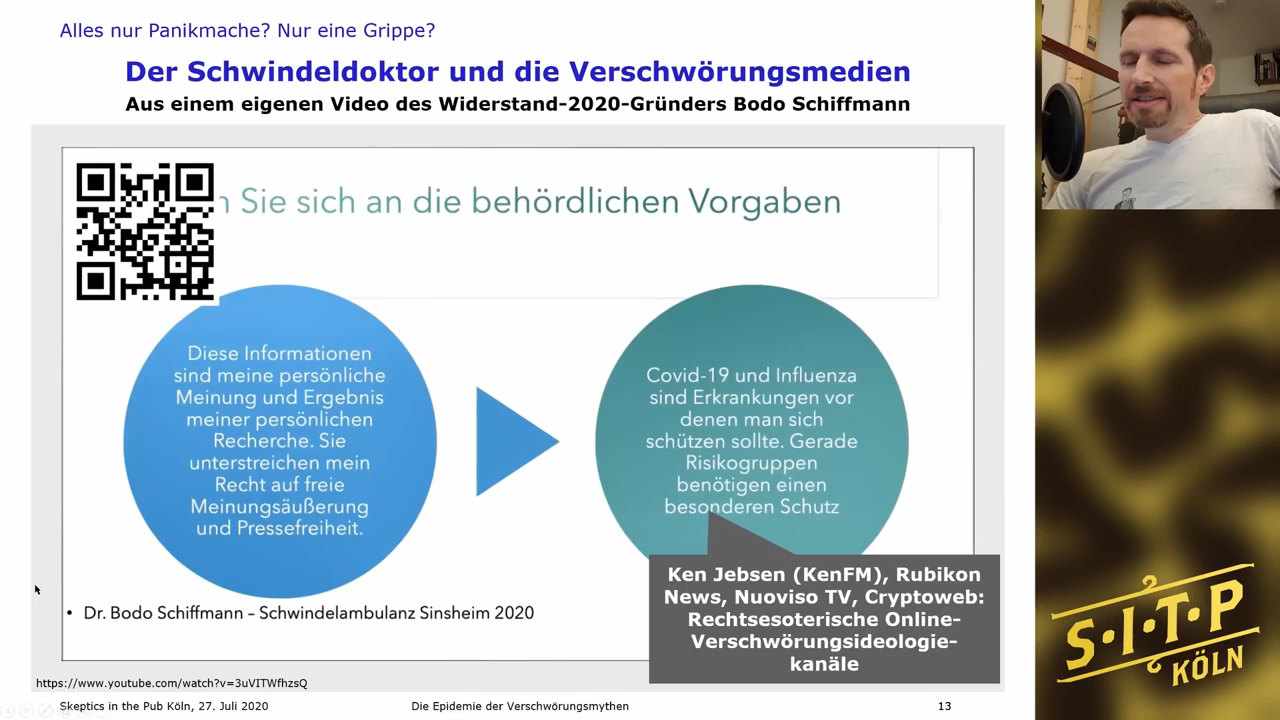 Alles nur Panikmache? Nur eine Grippe?
Der Schwindeldoktor und die Verschwörungsmedien
Aus einem eigenen Video des Widerstand-2020-Gründers Bodo Schiffmann
n Sie sich an die behördlichen Vorgaben
Diese Informationen
sind meine persönliche
Meinung und Ergebnis
meiner persönlichen
Recherche. Sie
unterstreichen mein
Recht auf freie
Meinungsäußerung
und Pressefreiheit.
Covid-19 und Influenza
sind Erkrankungen vor
denen man sich
schützen sollte. Gerade
Risikogruppen
benötigen einen
besonderen Schutz
Ken Jebsen (KenFM), Rubikon
News, Nuoviso TV, Cryptoweb:
Rechtsesoterische Online-
Verschwörungsideologie-
kanäle
• Dr. Bodo Schiffmann – Schwindelambulanz Sinsheim 2020
https://www.youtube.com/watch?v=3uVITWfhzsQ
Skeptics in the Pub Köln, 27. Juli 2020
Die Epidemie der Verschwörungsmythen
13
S·I·T·P
KÖLN